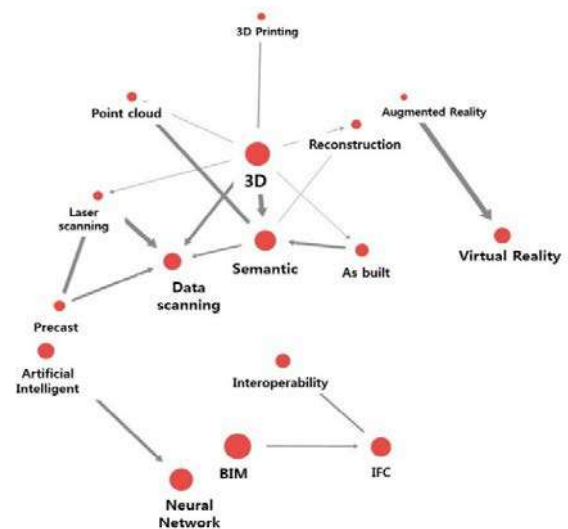 3D Printing
Point cloud
Augmented Reality
Reconstruction
3D
Laser
scanning
Semantic
As built
Virtual Reality
Data
scanning
Precast
Artificial
Intelligent
Interoperability
BIM
IFC
Neural
Network